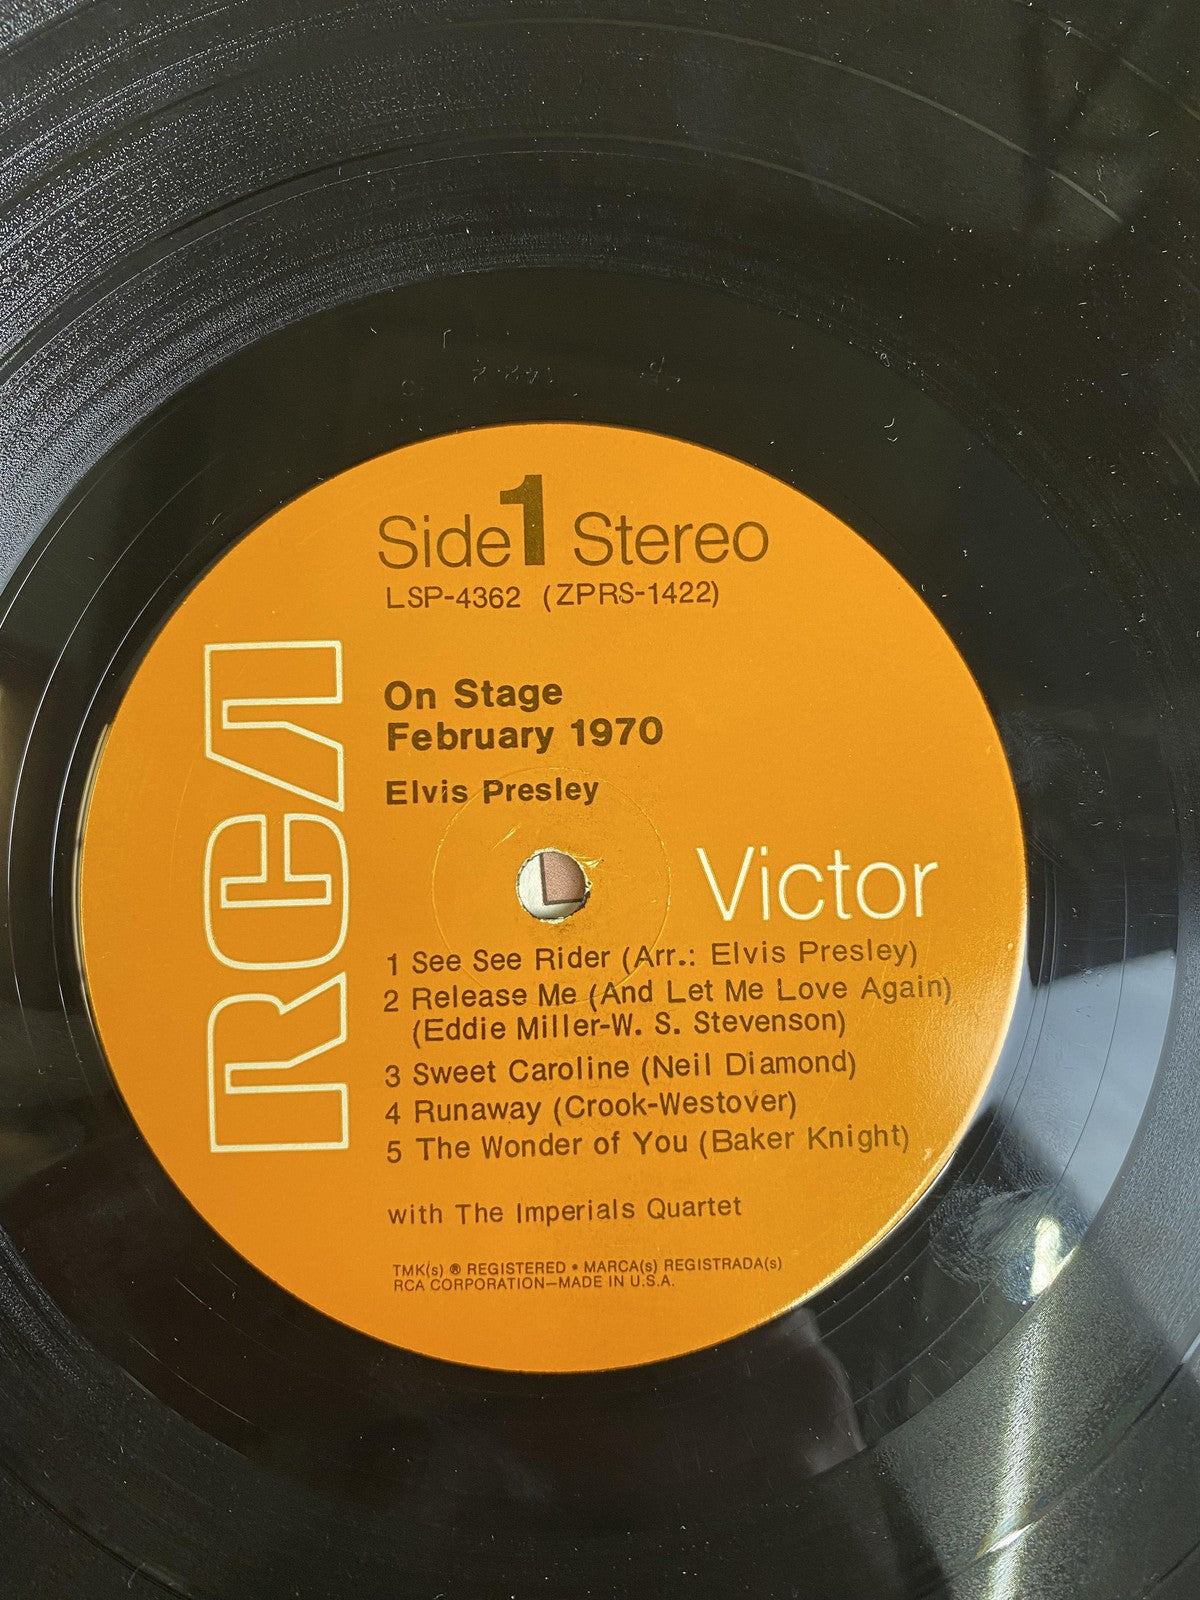 Side 1 Stereo
LSP-4362 (ZPRS-1422)
On Stage
February 1970
Elvis Presley
RCA
Victor
1 See See Rider (Arr.: Elvis Presley)
2 Release Me (And Let Me Love Again)
(Eddie Miller-W. S. Stevenson)
3 Sweet Caroline (Neil Diamond)
4 Runaway (Crook-Westover)
5 The Wonder of You (Baker Knight)
with The Imperials Quartet
TMK(s) ® REGISTERED • MARCA(s) REGISTRADA(s)
RCA CORPORATION—MADE IN U.S.A.